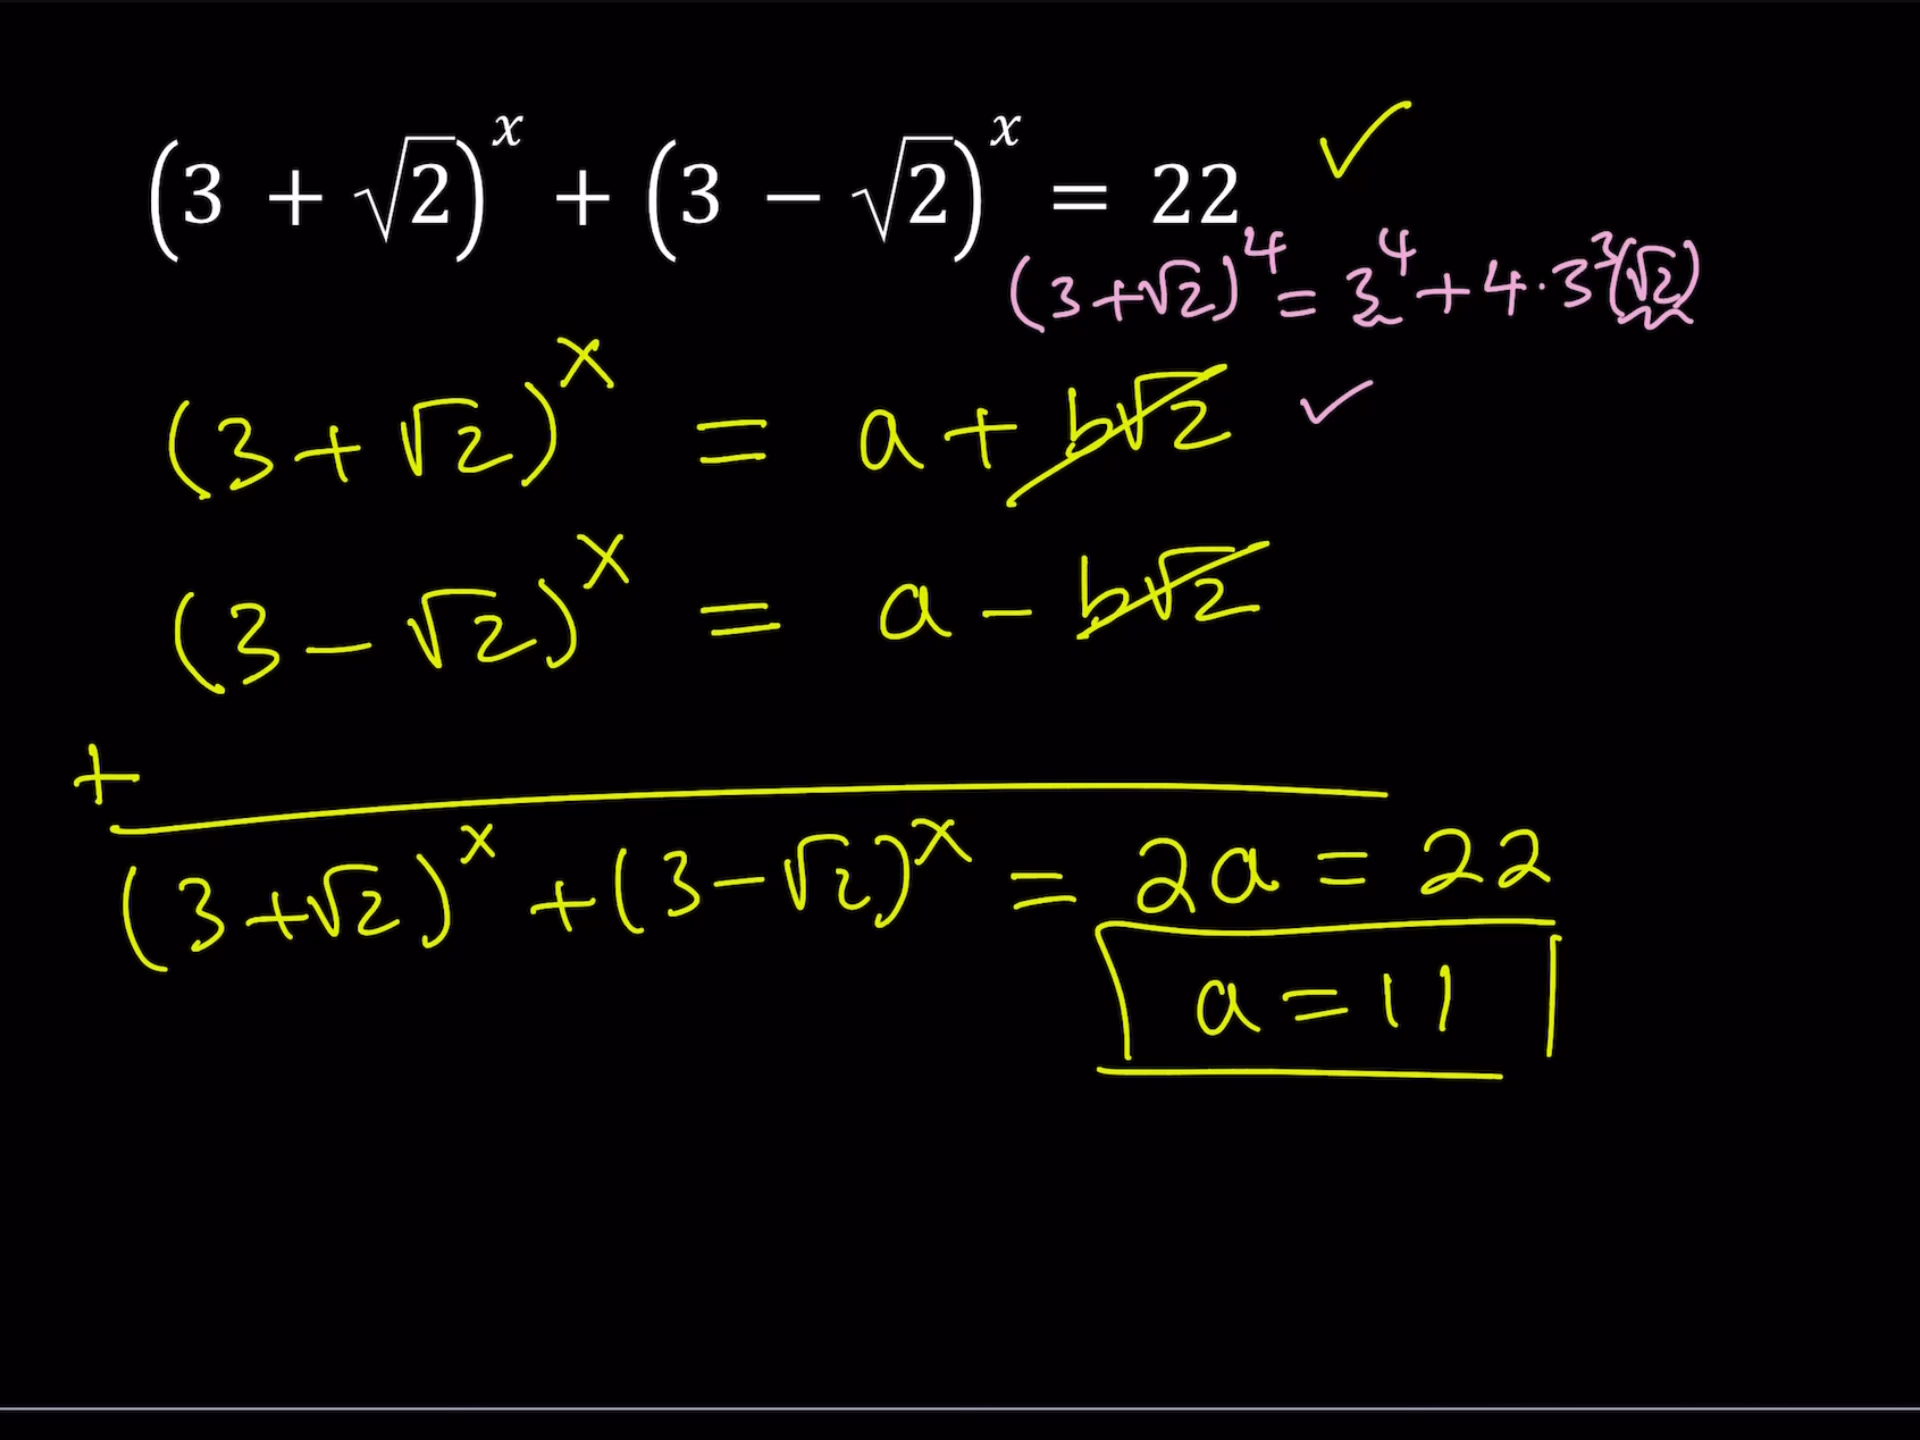 (3 + √2)^x + (3 − √2)^x = 22 ✓
(3+√2)^4 = 3^4 + 4·3^3(√2)
(3+√2)^x = a + b√2 ✓
(3−√2)^x = a − b√2
+
(3+√2)^x + (3−√2)^x = 2a = 22
a = 11